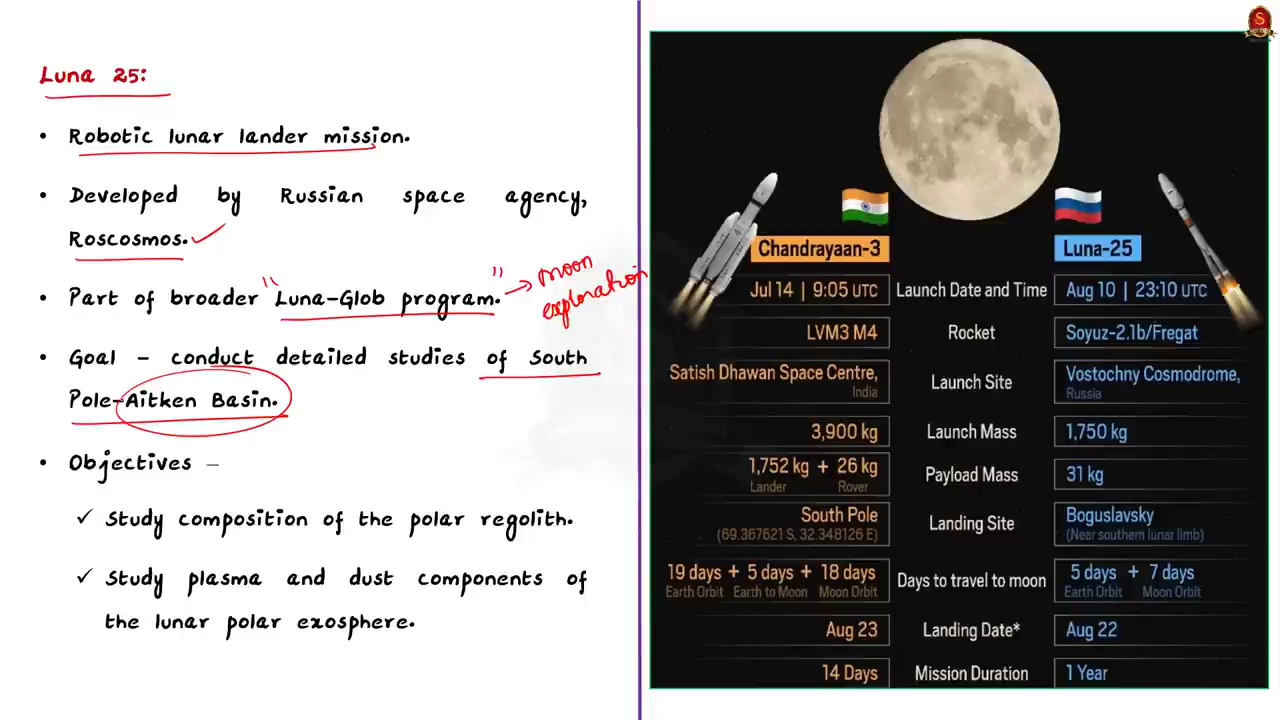 Luna 25:
• Robotic lunar lander mission.
• Developed by Russian space agency,
Roscosmos.
• Part of broader "Luna-Glob program." → moon
exploration
• Goal – conduct detailed studies of South
Pole-Aitken Basin.
• Objectives –
✓ Study composition of the polar regolith.
✓ Study plasma and dust components of
the lunar polar exosphere.
Chandrayaan-3 Luna-25
Jul 14 | 9:05 UTC Launch Date and Time Aug 10 | 23:10 UTC
LVM3 M4 Rocket Soyuz-2.1b/Fregat
Satish Dhawan Space Centre, Launch Site Vostochny Cosmodrome,
India Russia
3,900 kg Launch Mass 1,750 kg
1,752 kg + 26 kg Payload Mass 31 kg
Lander Rover
South Pole Landing Site Boguslavsky
(69.367621 S, 32.348126 E) (Near southern lunar limb)
19 days + 5 days + 18 days Days to travel to moon 5 days + 7 days
Earth Orbit Earth to Moon Moon Orbit Earth Orbit Moon Orbit
Aug 23 Landing Date* Aug 22
14 Days Mission Duration 1 Year